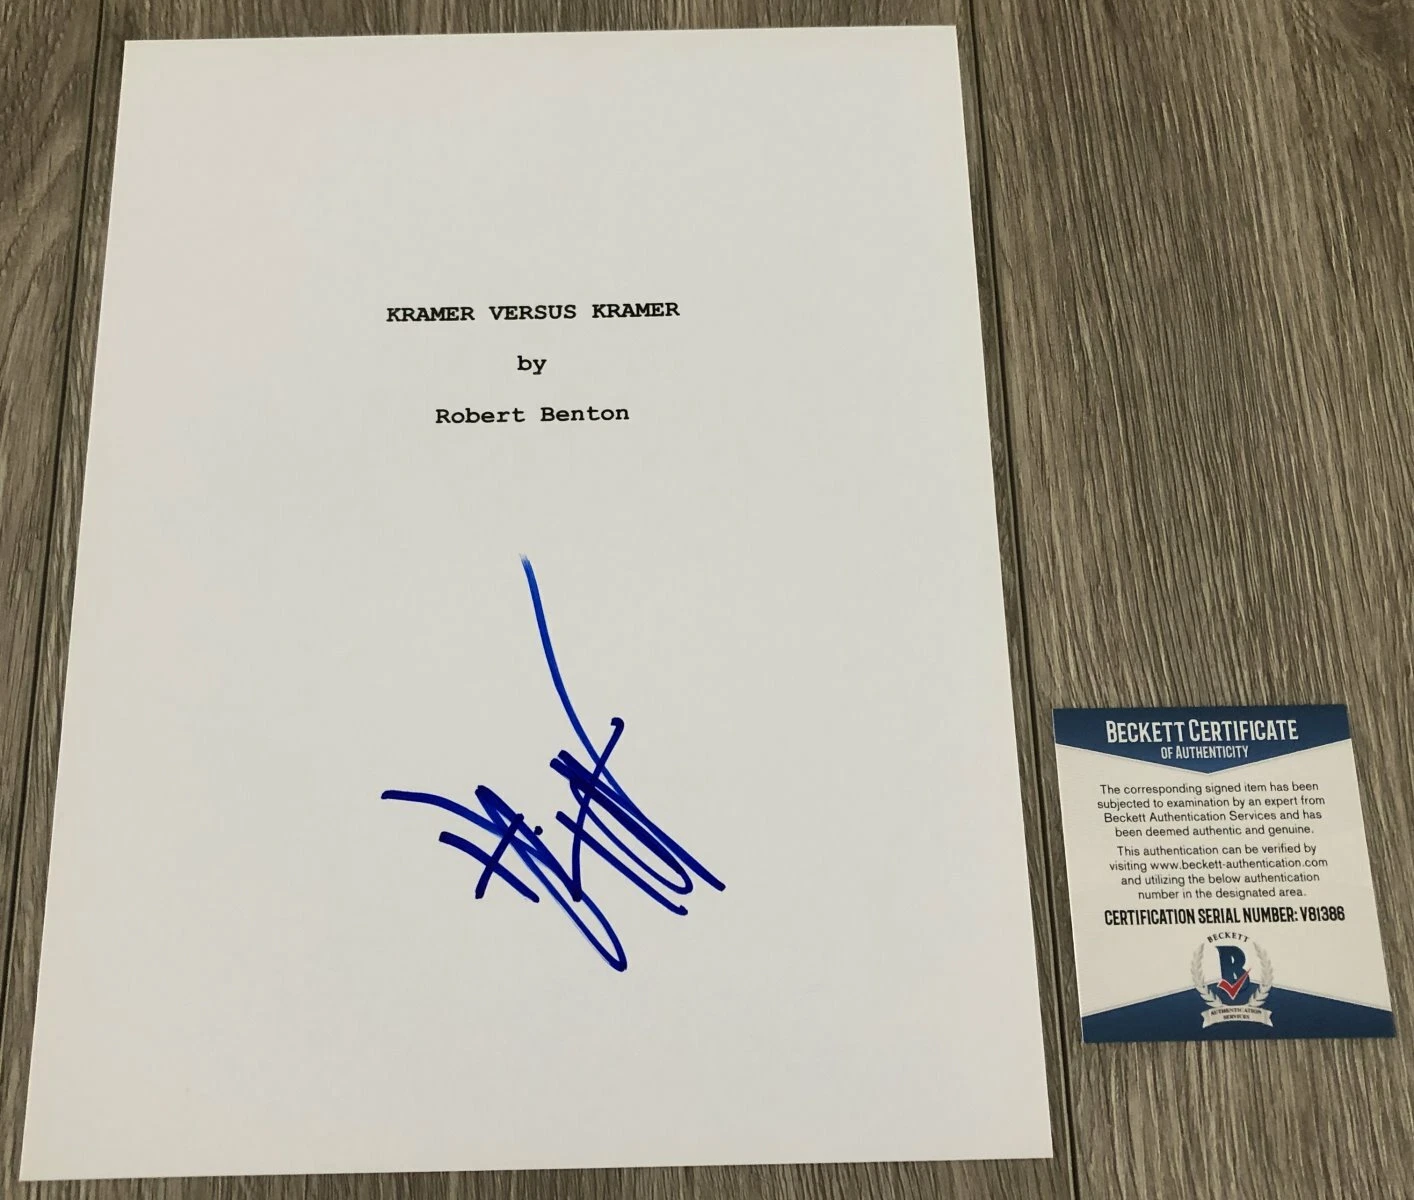 KRAMER VERSUS KRAMER
by
Robert Benton
BECKETT CERTIFICATE
OF AUTHENTICITY
The corresponding signed item has been
subjected to examination by an expert from
Beckett Authentication Services and has
been deemed authentic and genuine.
This authentication can be verified by
visiting www.beckett-authentication.com
and utilizing the below authentication
number in the designated area.
CERTIFICATION SERIAL NUMBER: V81386
BECKETT
B
AUTHENTICATION
SERVICES